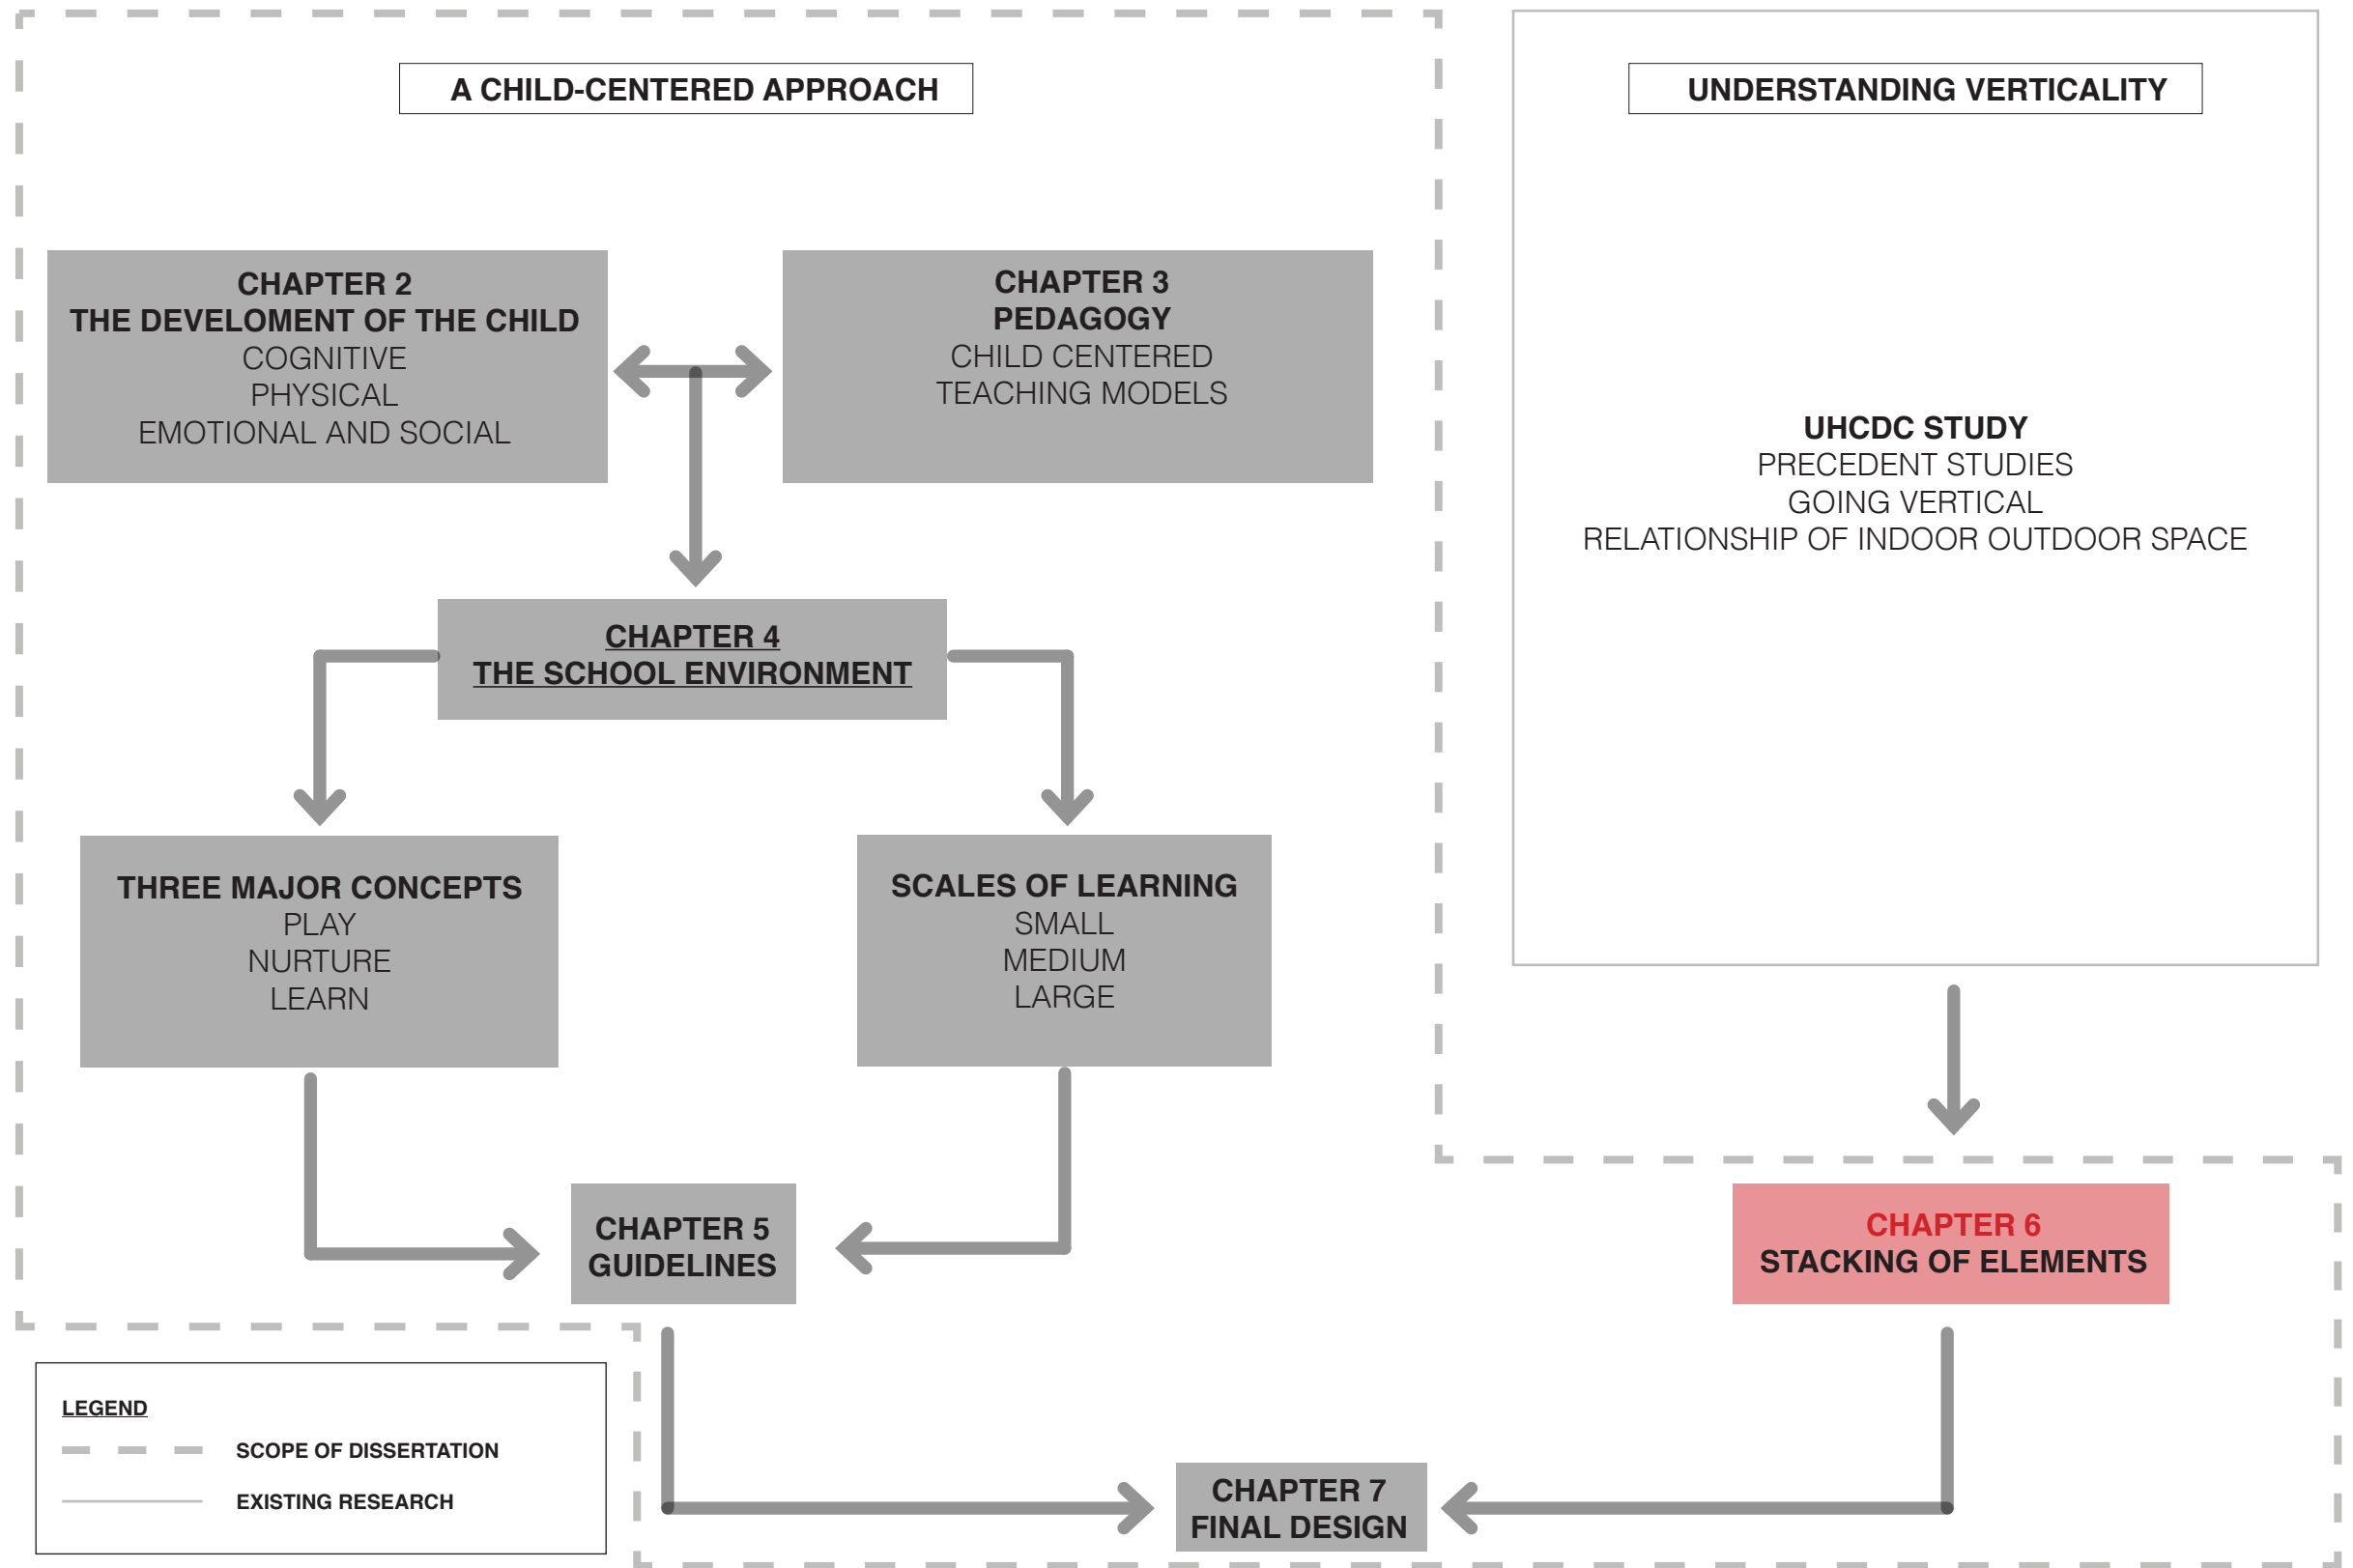 A CHILD-CENTERED APPROACH
UNDERSTANDING VERTICALITY
CHAPTER 2
THE DEVELOMENT OF THE CHILD
COGNITIVE
PHYSICAL
EMOTIONAL AND SOCIAL
CHAPTER 3
PEDAGOGY
CHILD CENTERED
TEACHING MODELS
UHCDC STUDY
PRECEDENT STUDIES
GOING VERTICAL
RELATIONSHIP OF INDOOR OUTDOOR SPACE
CHAPTER 4
THE SCHOOL ENVIRONMENT
THREE MAJOR CONCEPTS
PLAY
NURTURE
LEARN
SCALES OF LEARNING
SMALL
MEDIUM
LARGE
CHAPTER 5
GUIDELINES
CHAPTER 6
STACKING OF ELEMENTS
LEGEND
SCOPE OF DISSERTATION
EXISTING RESEARCH
CHAPTER 7
FINAL DESIGN